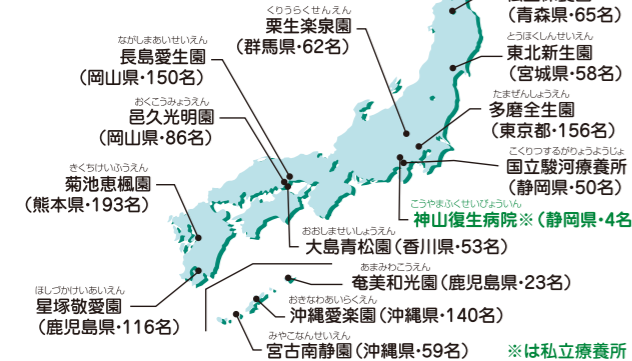 （青森県・65名）
とうほくしんせいえん
東北新生園
（宮城県・58名）
くりうらくせんえん
栗生楽泉園
（群馬県・62名）
ながしまあいせいえん
長島愛生園
（岡山県・150名）
おくこうみょうえん
邑久光明園
（岡山県・86名）
たまぜんしょうえん
多磨全生園
（東京都・156名）
こくりつするがりょうようじょ
国立駿河療養所
（静岡県・50名）
きくちけいふうえん
菊池恵楓園
（熊本県・193名）
こうやまふくせいびょういん
神山復生病院※（静岡県・4名
おおしませいしょうえん
大島青松園（香川県・53名）
あまみわこうえん
奄美和光園（鹿児島県・23名）
ほしづかけいあいえん
星塚敬愛園
（鹿児島県・116名）
おきなわあいらくえん
沖縄愛楽園（沖縄県・140名）
みやこなんせいえん
宮古南静園（沖縄県・59名）
※は私立療養所